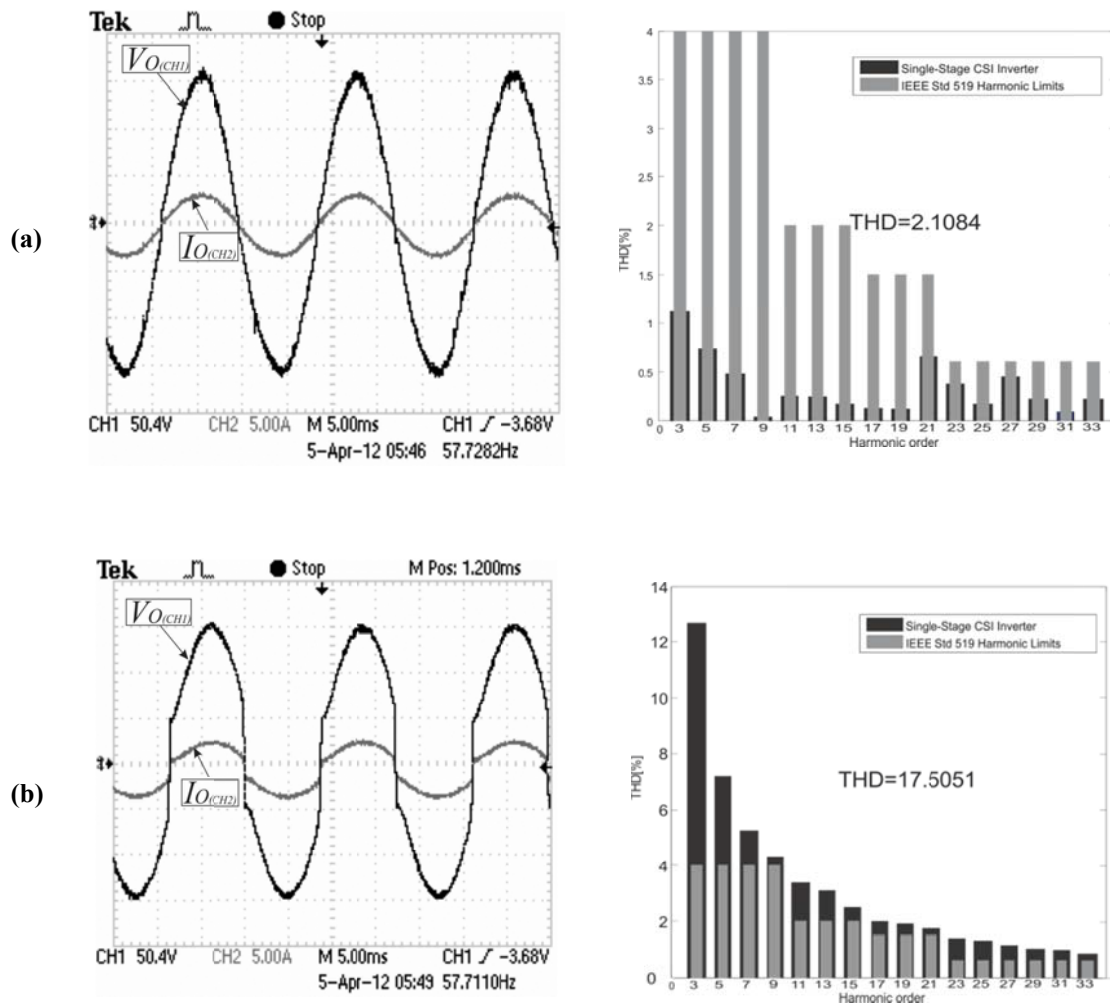 (a)
Tek Stop
VO(CH1)
IO(CH2)
CH1 50.4V CH2 5.00A M 5.00ms CH1 ∫ −3.68V
5-Apr-12 05:46 57.7282Hz
4
3.5
3
2.5
2
1.5
1
0.5
0
THD[%]
Single-Stage CSI Inverter
IEEE Std 519 Harmonic Limits
THD=2.1084
0 3 5 7 9 11 13 15 17 19 21 23 25 27 29 31 33
Harmonic order
(b)
Tek Stop M Pos: 1.200ms
VO(CH1)
IO(CH2)
CH1 50.4V CH2 5.00A M 5.00ms CH1 ∫ −3.68V
5-Apr-12 05:49 57.7110Hz
14
12
10
8
6
4
2
0
THD[%]
Single-Stage CSI Inverter
IEEE Std 519 Harmonic Limits
THD=17.5051
3 5 7 9 11 13 15 17 19 21 23 25 27 29 31 33
Harmonic order